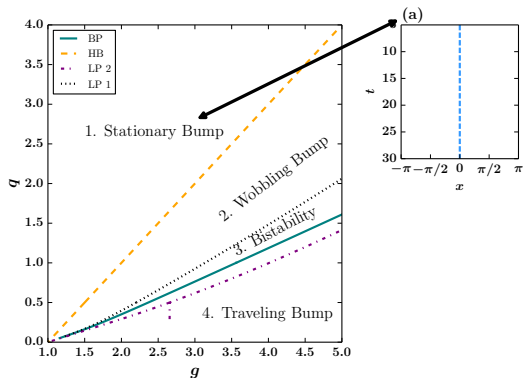 (a)
BP
HB
LP 2
LP 1
1. Stationary Bump
2. Wobbling Bump
3. Bistability
4. Traveling Bump
4.0
3.5
3.0
2.5
2.0
1.5
1.0
0.5
0.0
q
1.0 1.5 2.0 2.5 3.0 3.5 4.0 4.5 5.0
g
5
10
15
20
25
30
t
−π −π/2 0 π/2 π
x